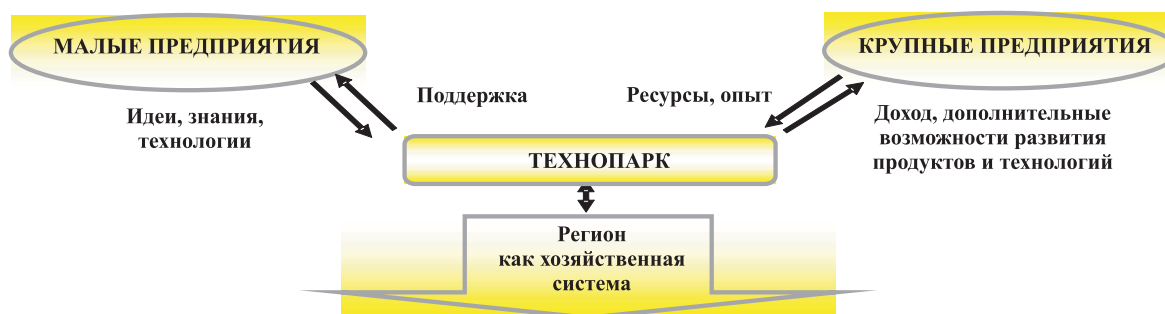 МАЛЫЕ ПРЕДПРИЯТИЯ
КРУПНЫЕ ПРЕДПРИЯТИЯ
Идеи, знания,
технологии
Поддержка
Ресурсы, опыт
Доход, дополнительные
возможности развития
продуктов и технологий
ТЕХНОПАРК
Регион
как хозяйственная
система